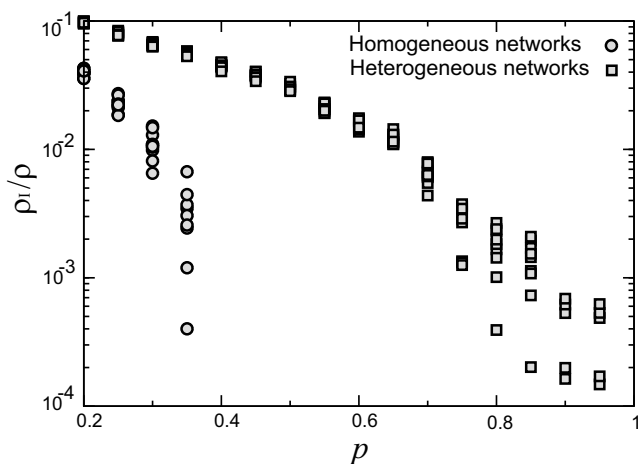 10⁻¹
Homogeneous networks
Heterogeneous networks
10⁻²
ρI/ρ
10⁻³
10⁻⁴
0.2 0.4 0.6 0.8 1
p